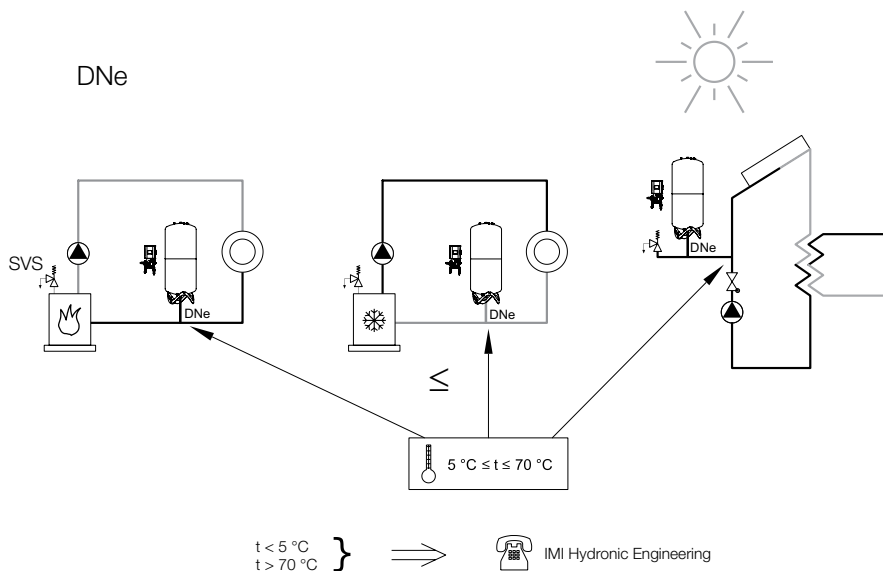 DNe
DNe
SVS
DNe
DNe
≤
5 °C ≤ t ≤ 70 °C
t < 5 °C
t > 70 °C
}
IMI Hydronic Engineering